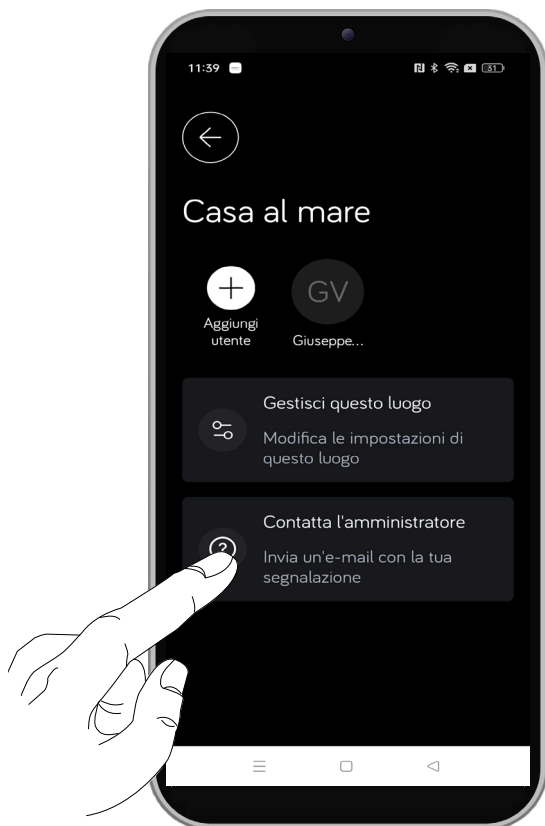 11:39
31
Casa al mare
GV
Aggiungi
utente
Giuseppe...
Gestisci questo luogo
Modifica le impostazioni di
questo luogo
Contatta l'amministratore
Invia un'e-mail con la tua
segnalazione